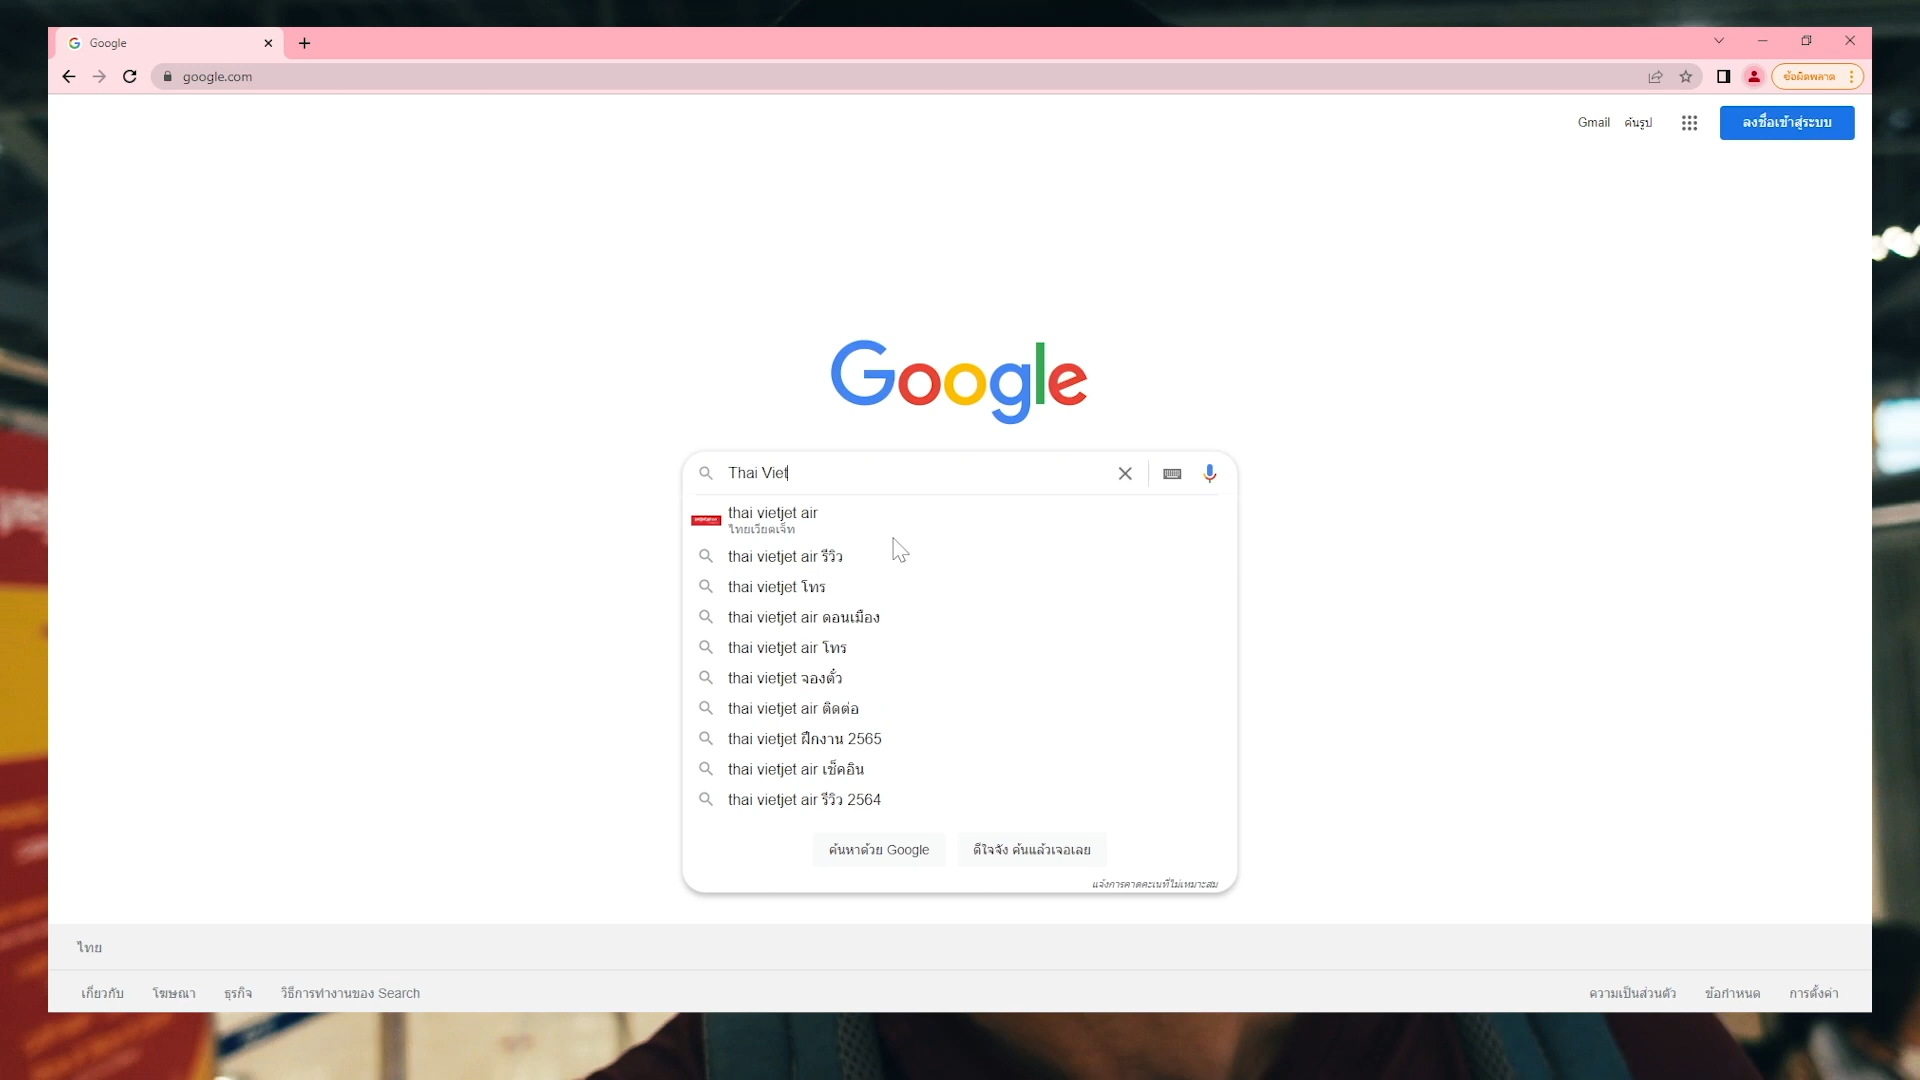 Google
google.com
ข้อผิดพลาด
Gmail ค้นรูป
ลงชื่อเข้าสู่ระบบ
Google
Thai Viet
thai vietjet air
ไทยเวียตเจ็ท
thai vietjet air รีวิว
thai vietjet โทร
thai vietjet air ดอนเมือง
thai vietjet air โทร
thai vietjet จองตั๋ว
thai vietjet air ติดต่อ
thai vietjet ฝึกงาน 2565
thai vietjet air เช็คอิน
thai vietjet air รีวิว 2564
ค้นหาด้วย Google
ดีใจจัง ค้นแล้วเจอเลย
แจ้งการคาดคะเนที่ไม่เหมาะสม
ไทย
เกี่ยวกับ โฆษณา ธุรกิจ วิธีการทำงานของ Search
ความเป็นส่วนตัว ข้อกำหนด การตั้งค่า